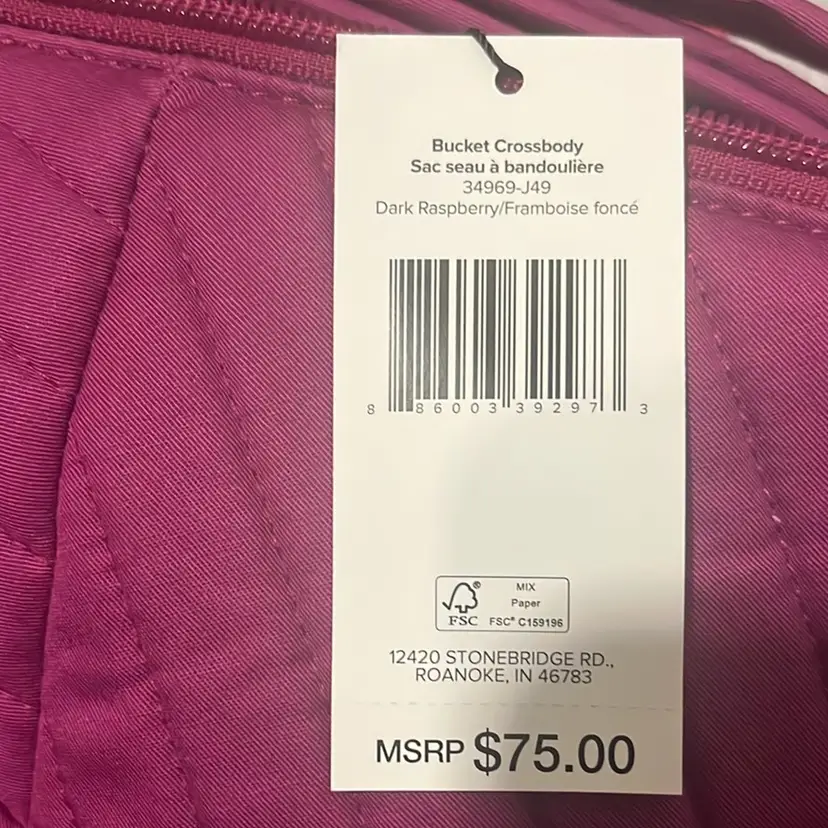 Bucket Crossbody
Sac seau à bandoulière
34969-J49
Dark Raspberry/Framboise foncé
8 86003 39297 3
FSC®
MIX
Paper
FSC® C159196
12420 STONEBRIDGE RD.,
ROANOKE, IN 46783
MSRP $75.00